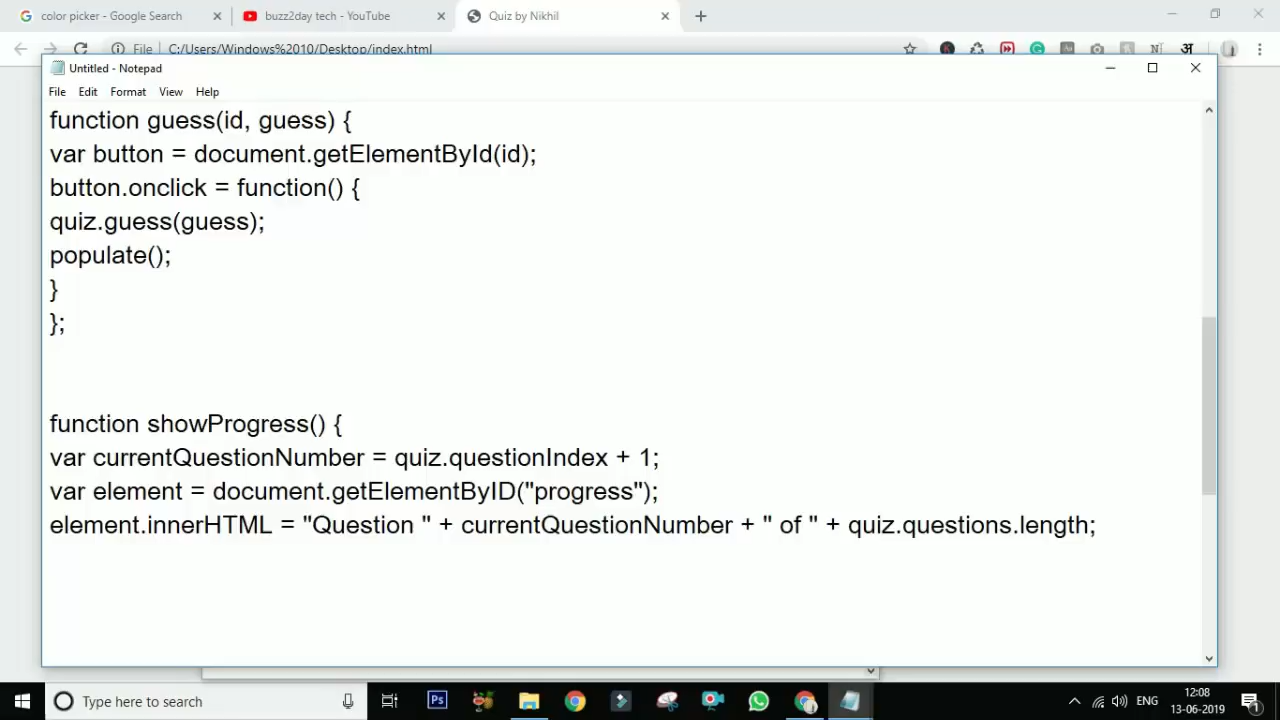 color picker - Google Search
buzz2day tech - YouTube
Quiz by Nikhil
File
C:/Users/Windows%2010/Desktop/index.html
Untitled - Notepad
File Edit Format View Help
function guess(id, guess) {
var button = document.getElementById(id);
button.onclick = function() {
quiz.guess(guess);
populate();
}
};
function showProgress() {
var currentQuestionNumber = quiz.questionIndex + 1;
var element = document.getElementByID("progress");
element.innerHTML = "Question " + currentQuestionNumber + " of " + quiz.questions.length;
Type here to search
Ps
ENG
12:08
13-06-2019